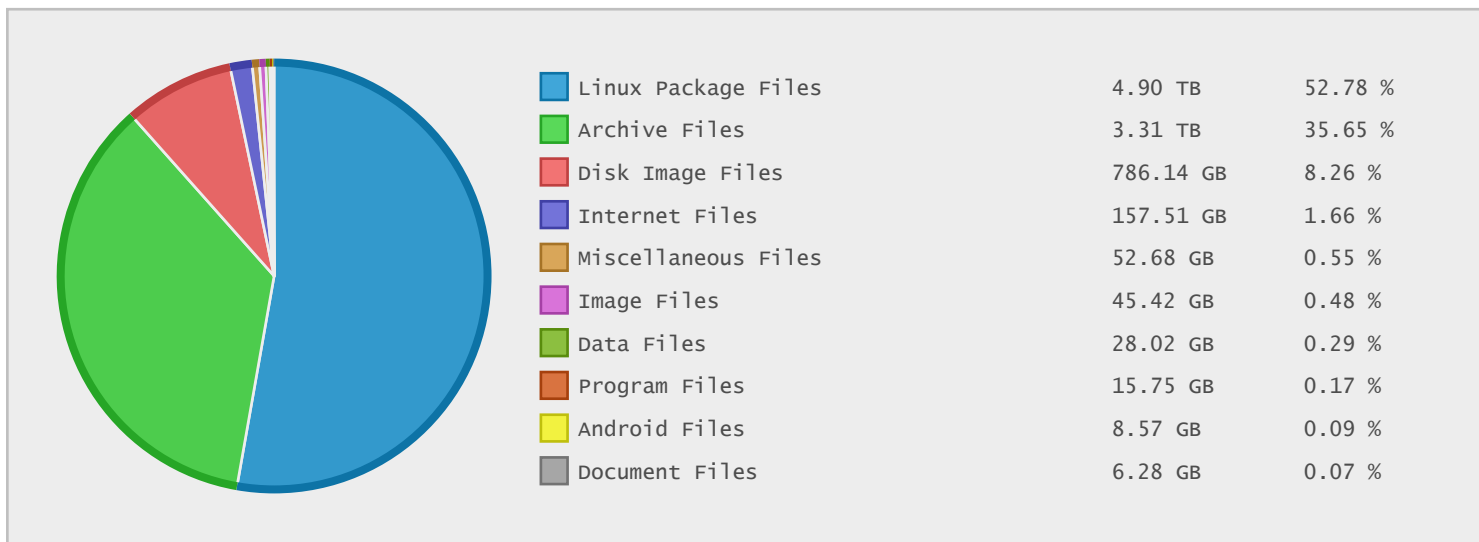 Linux Package Files 4.90 TB 52.78 %
Archive Files 3.31 TB 35.65 %
Disk Image Files 786.14 GB 8.26 %
Internet Files 157.51 GB 1.66 %
Miscellaneous Files 52.68 GB 0.55 %
Image Files 45.42 GB 0.48 %
Data Files 28.02 GB 0.29 %
Program Files 15.75 GB 0.17 %
Android Files 8.57 GB 0.09 %
Document Files 6.28 GB 0.07 %